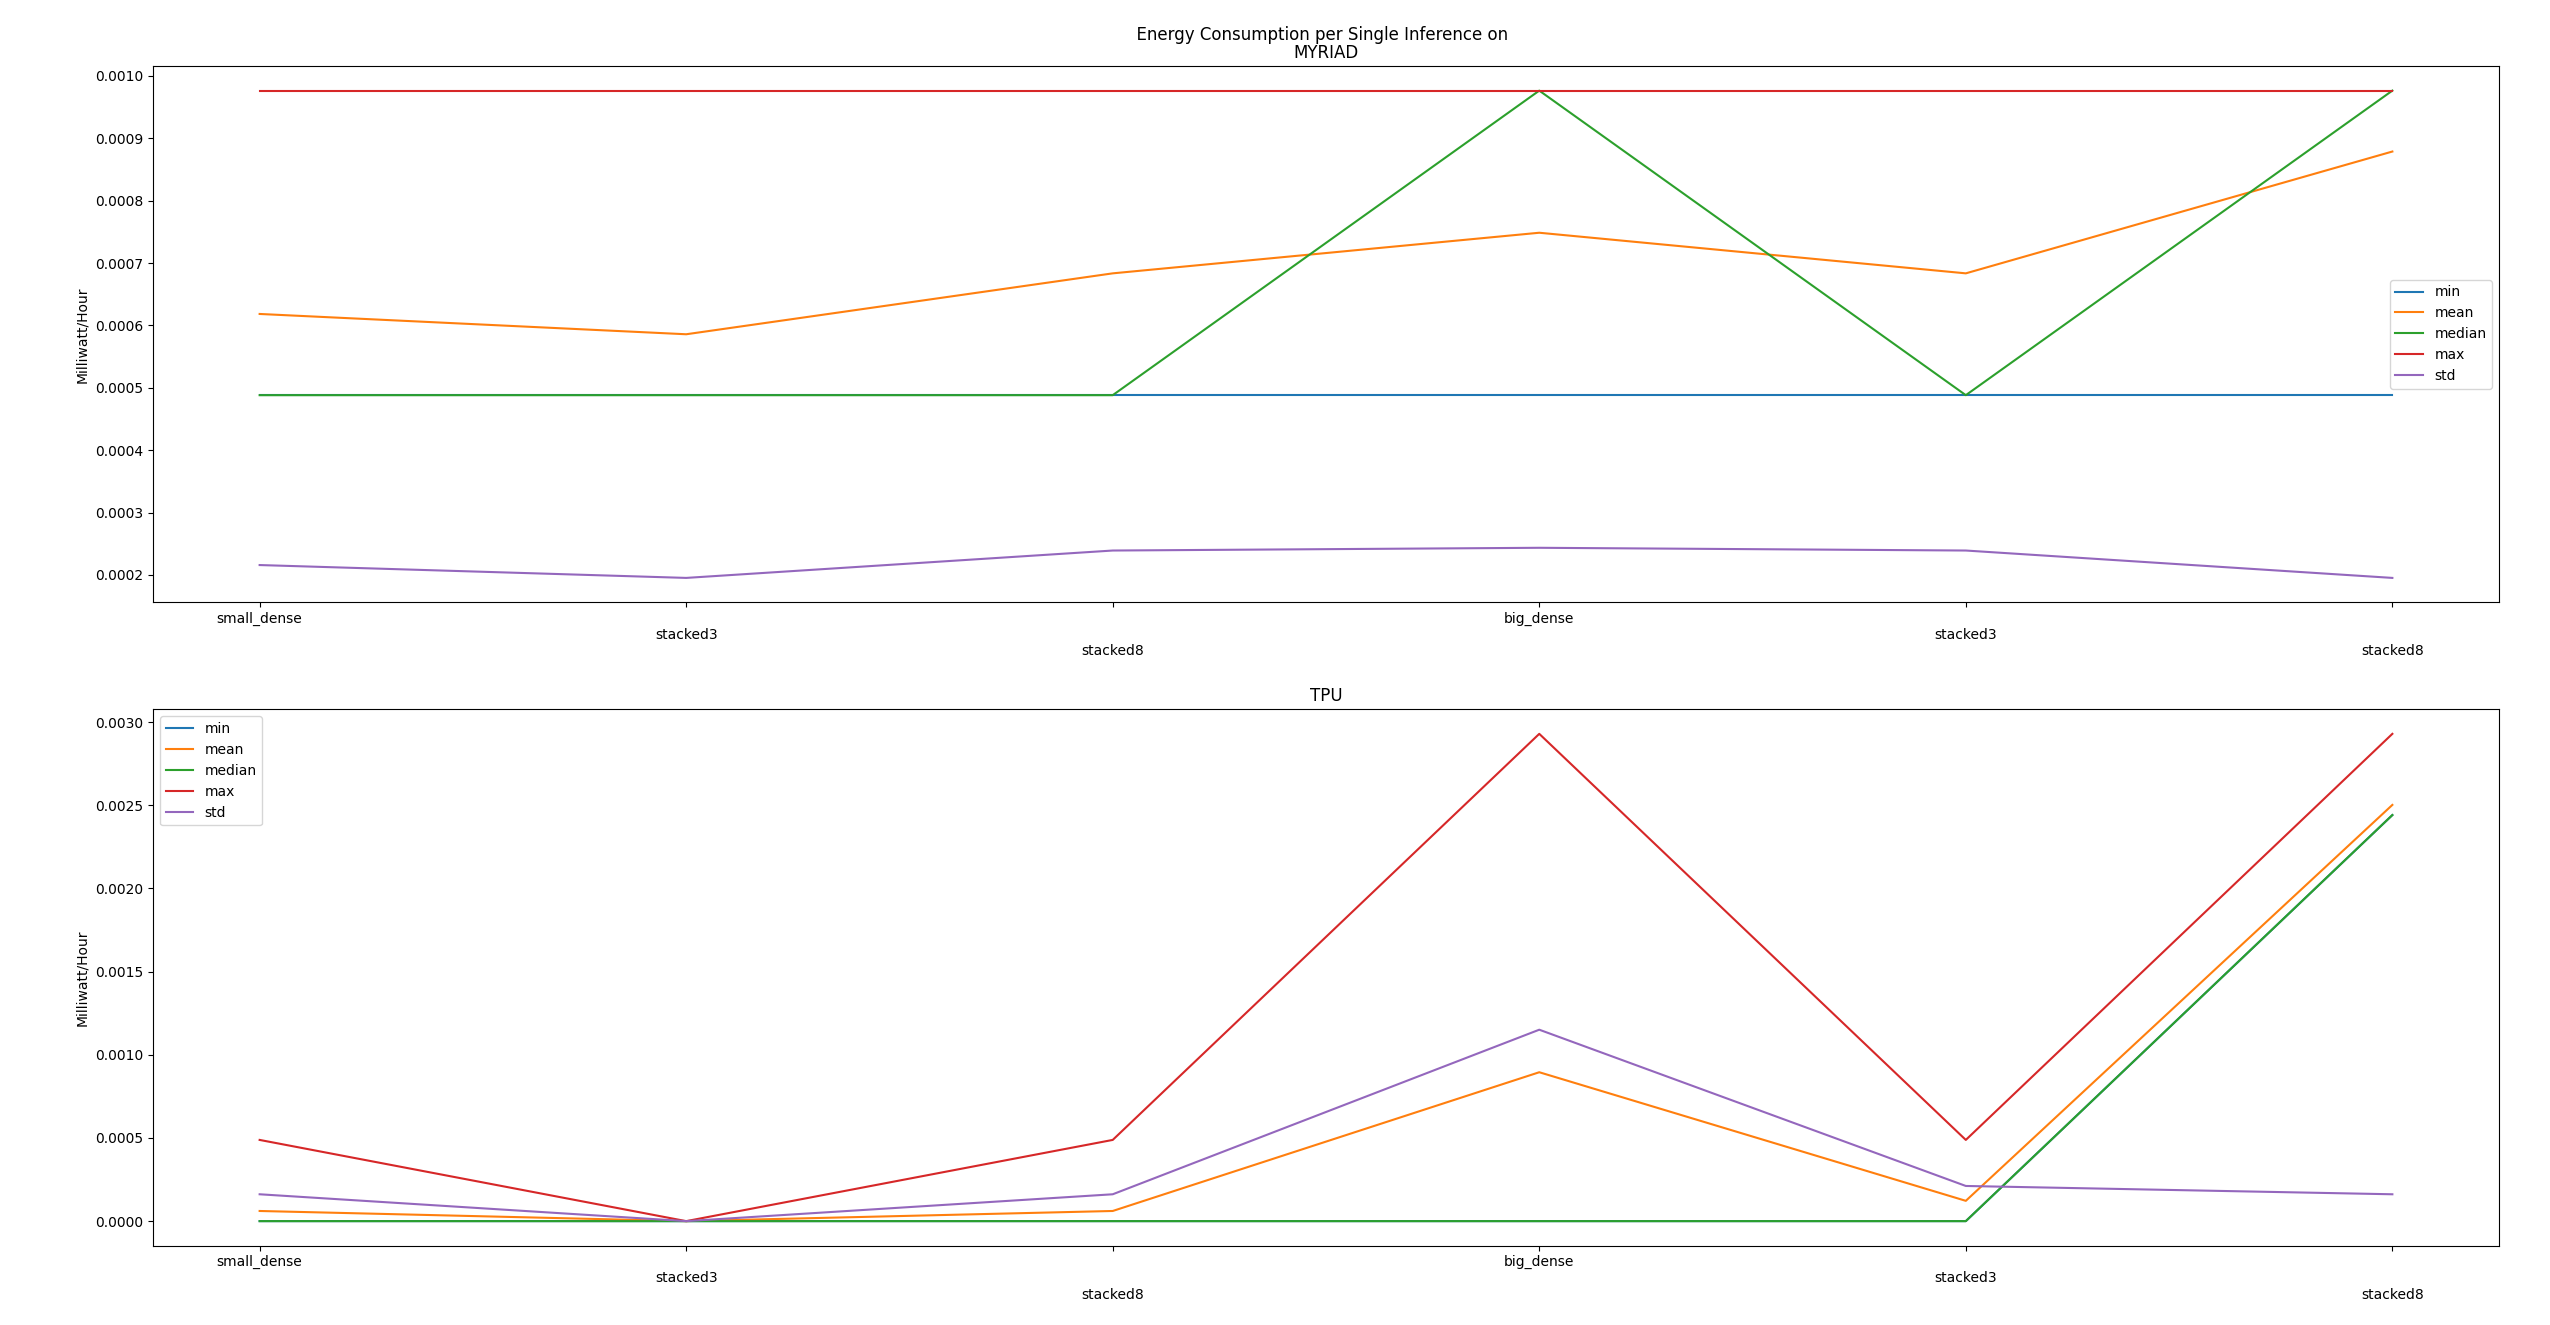 Energy Consumption per Single Inference on
MYRIAD
0.0010
0.0009
0.0008
0.0007
0.0006
0.0005
0.0004
0.0003
0.0002
Milliwatt/Hour
min
mean
median
max
std
small_dense
stacked3
stacked8
big_dense
stacked3
stacked8
TPU
0.0030
0.0025
0.0020
0.0015
0.0010
0.0005
0.0000
Milliwatt/Hour
min
mean
median
max
std
small_dense
stacked3
stacked8
big_dense
stacked3
stacked8